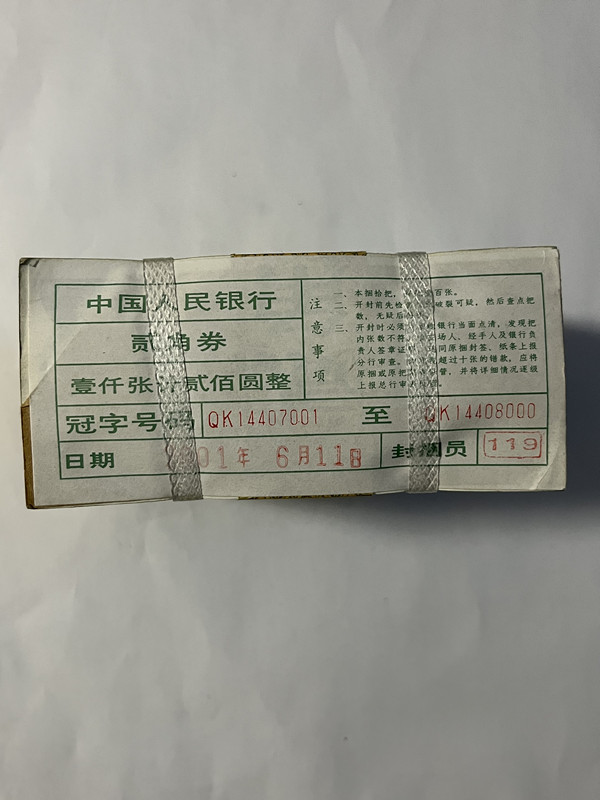 中国人民银行
贰角券
壹仟张 贰佰圆整
冠字号码 QK14407001 至 QK14408000
日期 91年 6月11日 封捆员 119
注意事项
一、本捆拾把, 百张。
二、开封前先检 破裂可疑, 然后查点把
数, 无疑后
三、开封时必须 银行当面点清, 发现把
内张数不符 场人、经手人及银行负
责人签章证 同原捆封签、纸条上报
分行审查。 超过十张的错款, 应将
原捆或原把 管, 并将详细情况逐级
上报总行审